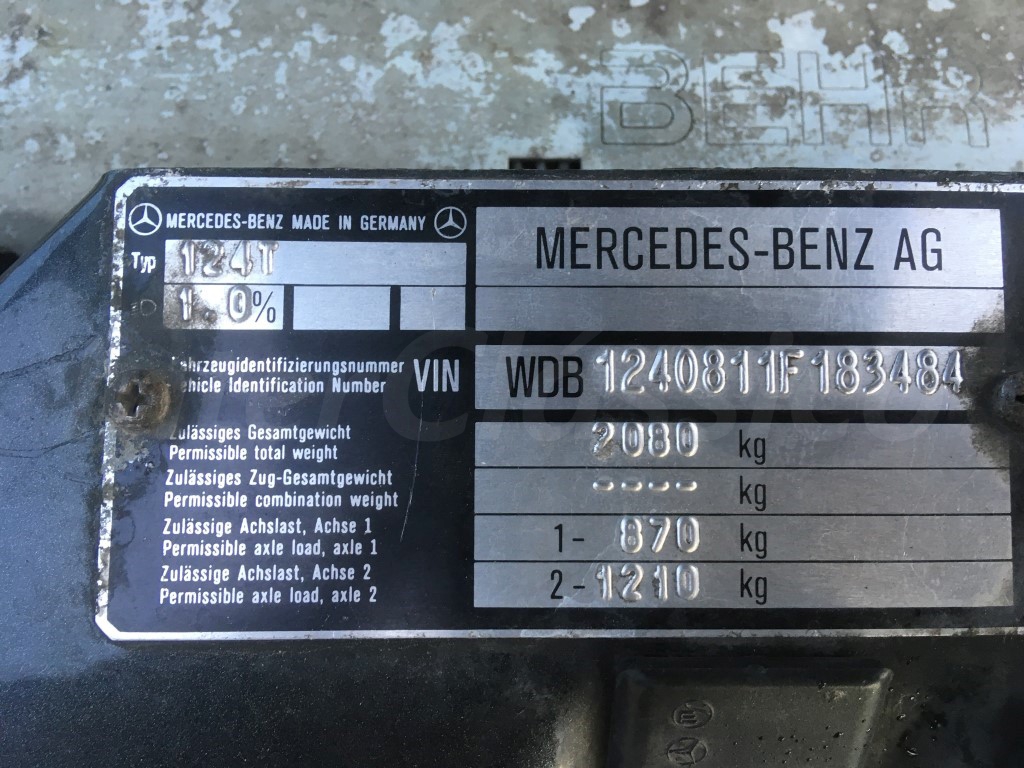 BEHR
MERCEDES-BENZ MADE IN GERMANY
Typ 124T
1.0%
MERCEDES-BENZ AG
Fahrzeugidentifizierungsnummer
Vehicle Identification Number
VIN
WDB 1240811F183484
Zulässiges Gesamtgewicht
Permissible total weight
2080 kg
Zulässiges Zug-Gesamtgewicht
Permissible combination weight
---- kg
Zulässige Achslast, Achse 1
Permissible axle load, axle 1
1- 870 kg
Zulässige Achslast, Achse 2
Permissible axle load, axle 2
2- 1210 kg